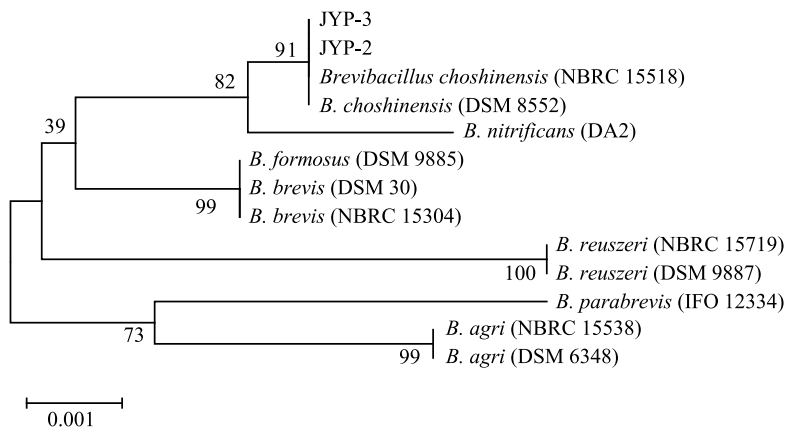 JYP-3
91
JYP-2
Brevibacillus choshinensis (NBRC 15518)
82
B. choshinensis (DSM 8552)
B. nitrificans (DA2)
39
B. formosus (DSM 9885)
B. brevis (DSM 30)
99
B. brevis (NBRC 15304)
B. reuszeri (NBRC 15719)
100
B. reuszeri (DSM 9887)
B. parabrevis (IFO 12334)
73
B. agri (NBRC 15538)
99
B. agri (DSM 6348)
0.001